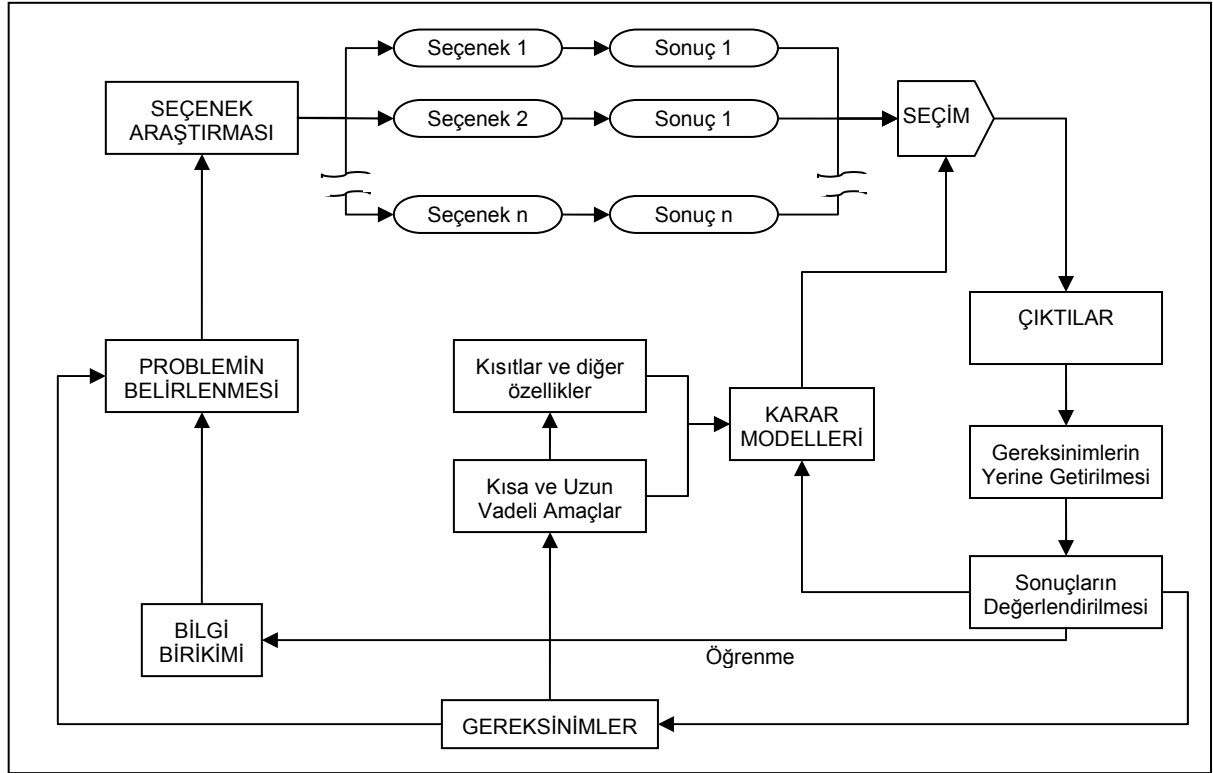 Seçenek 1
Sonuç 1
SEÇENEK
ARAŞTIRMASI
Seçenek 2
Sonuç 1
SEÇİM
Seçenek n
Sonuç n
ÇIKTILAR
PROBLEMİN
BELİRLENMESİ
Kısıtlar ve diğer
özellikler
KARAR
MODELLERİ
Gereksinimlerin
Yerine Getirilmesi
Kısa ve Uzun
Vadeli Amaçlar
Sonuçların
Değerlendirilmesi
BİLGİ
BİRİKİMİ
Öğrenme
GEREKSİNİMLER